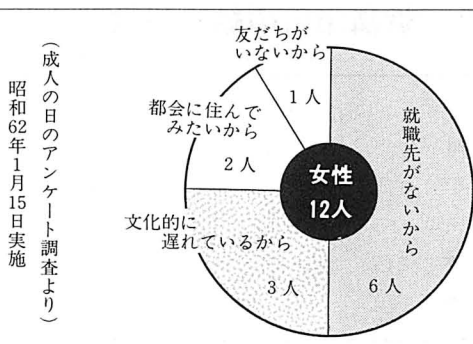 友だちが
いないから
1人
都会に住んで
みたいから
2人
文化的に
遅れているから
3人
就職先がないから
6人
女性
12人
(成人の日のアンケート調査より)
昭和62年1月15日実施